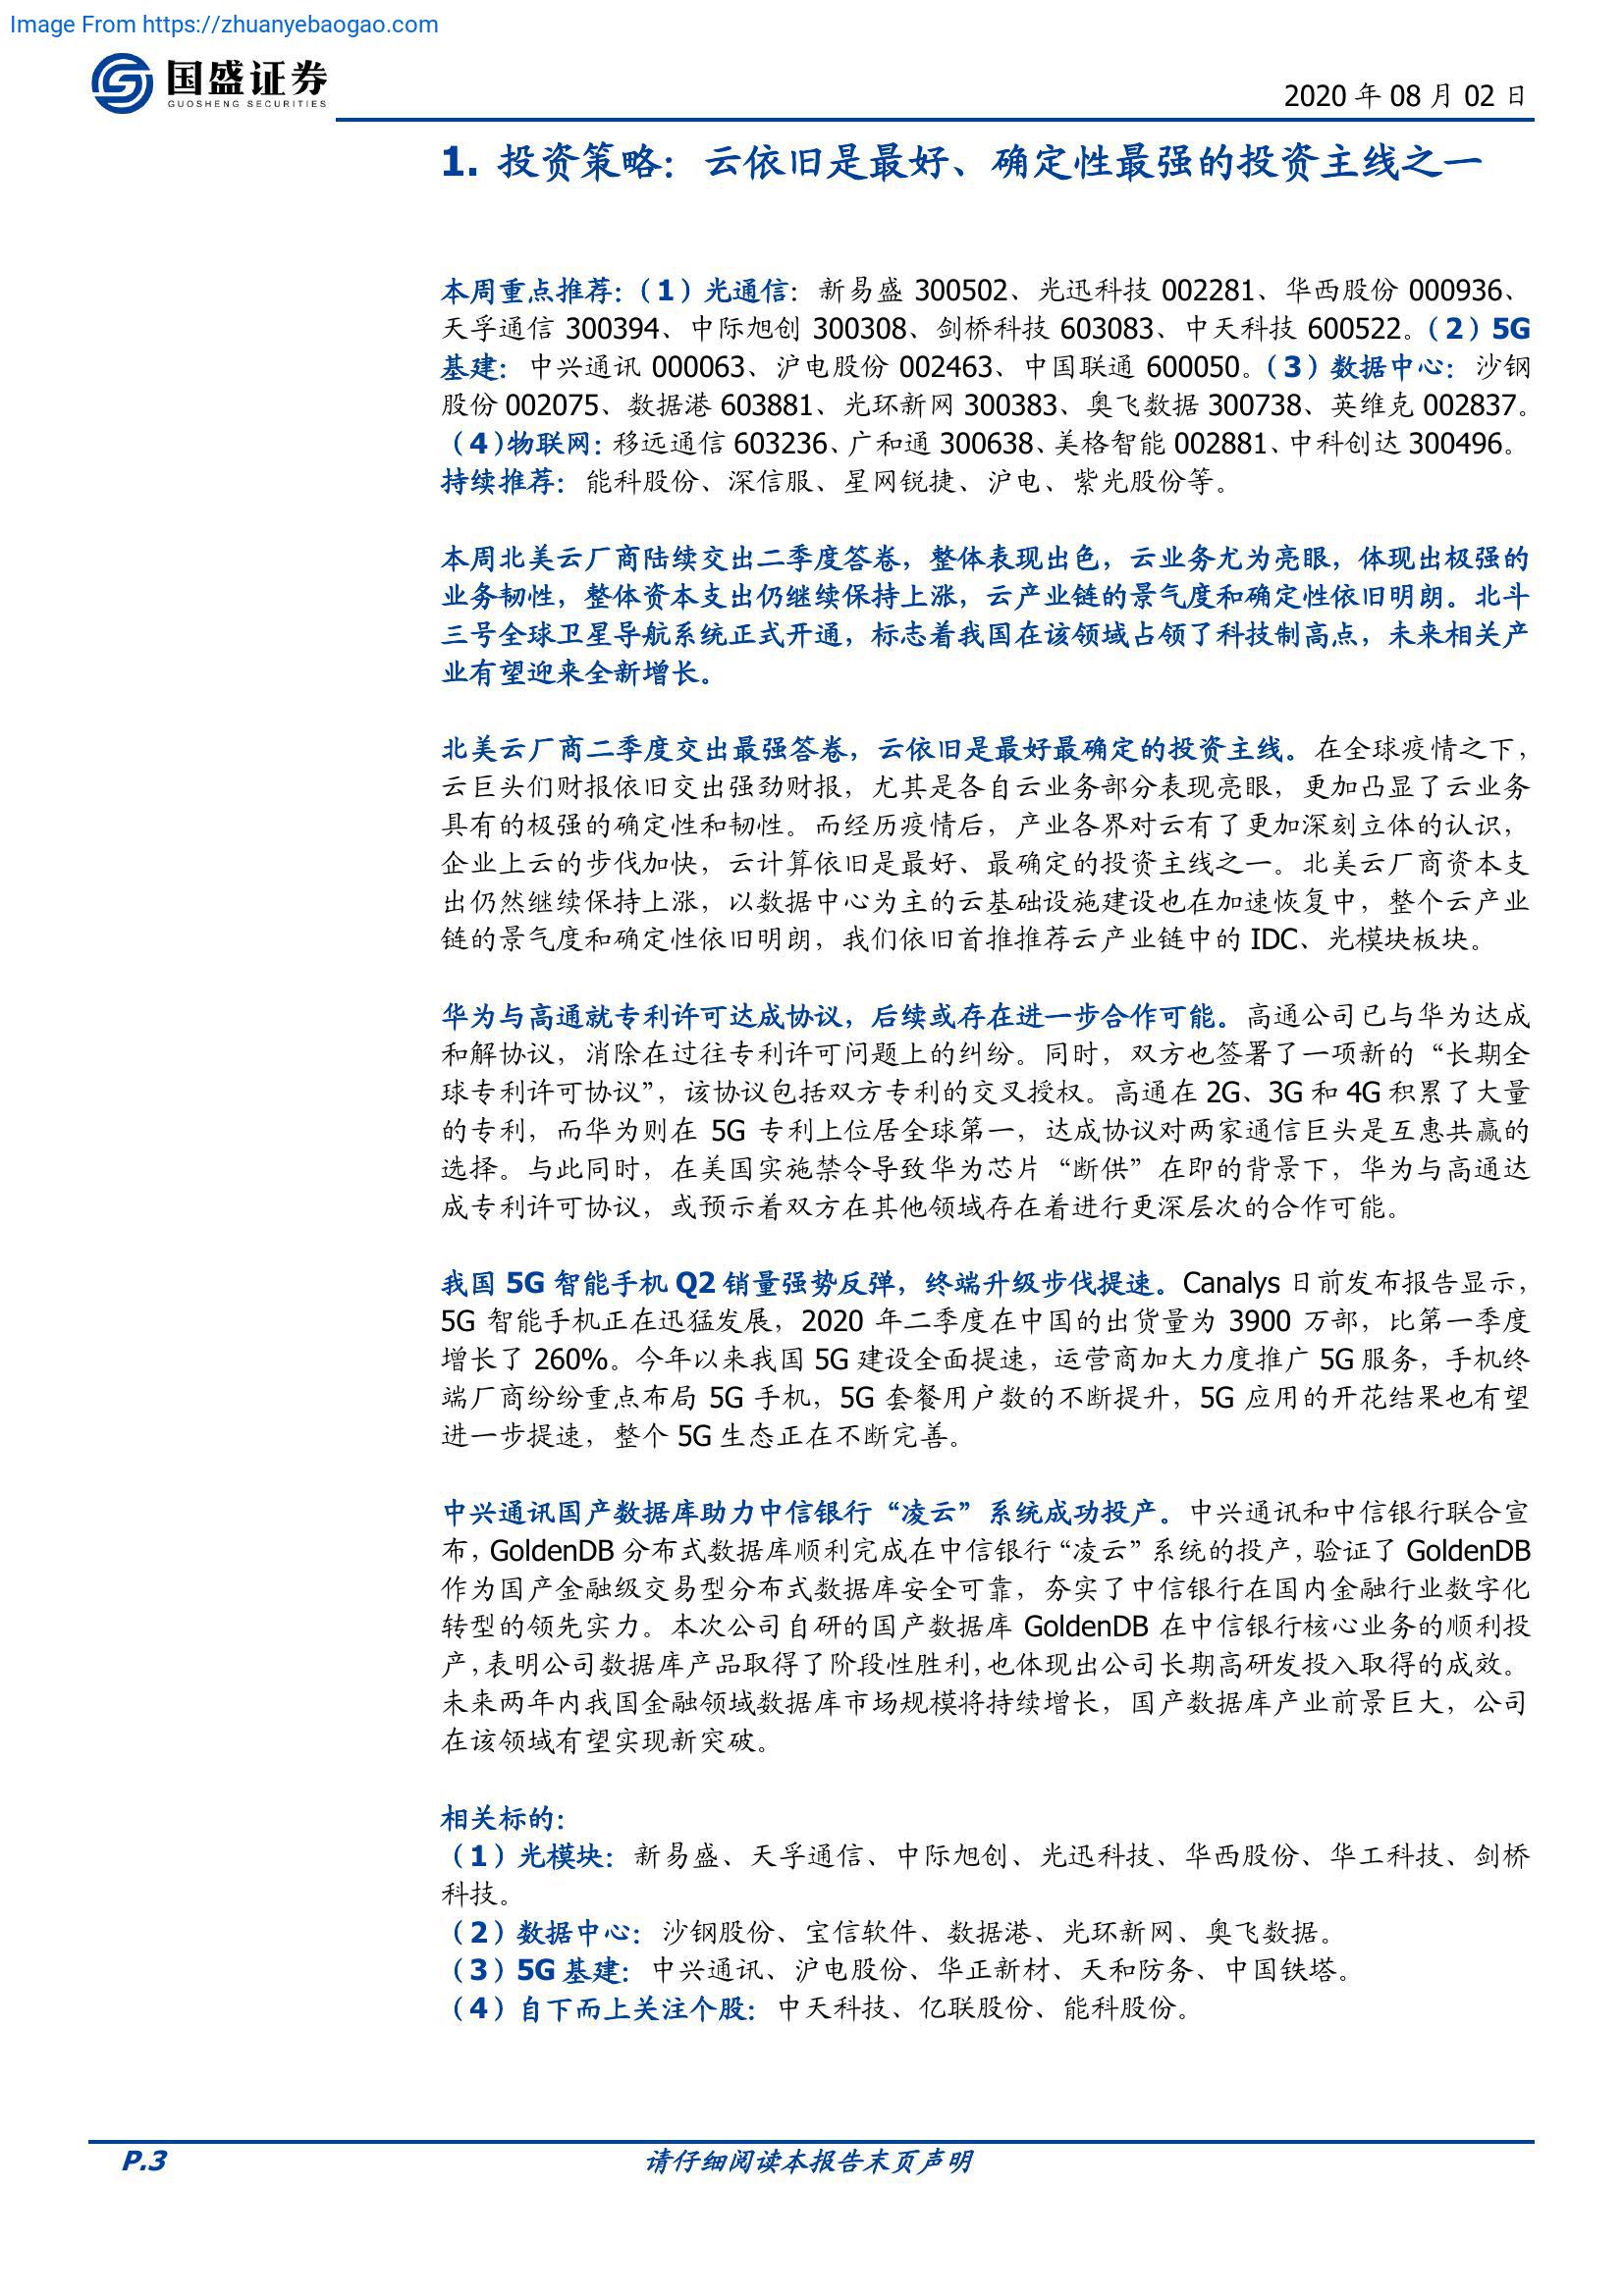 Image From https://zhuanyebaogao.com
国盛证券
GUOSHENG SECURITIES
2020 年 08 月 02 日
1. 投资策略：云依旧是最好、确定性最强的投资主线之一
本周重点推荐：（1）光通信：新易盛 300502、光迅科技 002281、华西股份 000936、
天孚通信 300394、中际旭创 300308、剑桥科技 603083、中天科技 600522。（2）5G
基建：中兴通讯 000063、沪电股份 002463、中国联通 600050。（3）数据中心：沙钢
股份 002075、数据港 603881、光环新网 300383、奥飞数据 300738、英维克 002837。
（4）物联网：移远通信 603236、广和通 300638、美格智能 002881、中科创达 300496。
持续推荐：能科股份、深信服、星网锐捷、沪电、紫光股份等。
本周北美云厂商陆续交出二季度答卷，整体表现出色，云业务尤为亮眼，体现出极强的
业务韧性，整体资本支出仍继续保持上涨，云产业链的景气度和确定性依旧明朗。北斗
三号全球卫星导航系统正式开通，标志着我国在该领域占领了科技制高点，未来相关产
业有望迎来全新增长。
北美云厂商二季度交出最强答卷，云依旧是最好最确定的投资主线。在全球疫情之下，
云巨头们财报依旧交出强劲财报，尤其是各自云业务部分表现亮眼，更加凸显了云业务
具有的极强的确定性和韧性。而经历疫情后，产业各界对云有了更加深刻立体的认识，
企业上云的步伐加快，云计算依旧是最好、最确定的投资主线之一。北美云厂商资本支
出仍然继续保持上涨，以数据中心为主的云基础设施建设也在加速恢复中，整个云产业
链的景气度和确定性依旧明朗，我们依旧首推推荐云产业链中的 IDC、光模块板块。
华为与高通就专利许可达成协议，后续或存在进一步合作可能。高通公司已与华为达成
和解协议，消除在过往专利许可问题上的纠纷。同时，双方也签署了一项新的“长期全
球专利许可协议”，该协议包括双方专利的交叉授权。高通在 2G、3G 和 4G 积累了大量
的专利，而华为则在 5G 专利上位居全球第一，达成协议对两家通信巨头是互惠共赢的
选择。与此同时，在美国实施禁令导致华为芯片“断供”在即的背景下，华为与高通达
成专利许可协议，或预示着双方在其他领域存在着进行更深层次的合作可能。
我国 5G 智能手机 Q2 销量强势反弹，终端升级步伐提速。Canalys 日前发布报告显示，
5G 智能手机正在迅猛发展，2020 年二季度在中国的出货量为 3900 万部，比第一季度
增长了 260%。今年以来我国 5G 建设全面提速，运营商加大力度推广 5G 服务，手机终
端厂商纷纷重点布局 5G 手机，5G 套餐用户数的不断提升，5G 应用的开花结果也有望
进一步提速，整个 5G 生态正在不断完善。
中兴通讯国产数据库助力中信银行“凌云”系统成功投产。中兴通讯和中信银行联合宣
布，GoldenDB 分布式数据库顺利完成在中信银行“凌云”系统的投产，验证了 GoldenDB
作为国产金融级交易型分布式数据库安全可靠，夯实了中信银行在国内金融行业数字化
转型的领先实力。本次公司自研的国产数据库 GoldenDB 在中信银行核心业务的顺利投
产，表明公司数据库产品取得了阶段性胜利，也体现出公司长期高研发投入取得的成效。
未来两年内我国金融领域数据库市场规模将持续增长，国产数据库产业前景巨大，公司
在该领域有望实现新突破。
相关标的：
（1）光模块：新易盛、天孚通信、中际旭创、光迅科技、华西股份、华工科技、剑桥
科技。
（2）数据中心：沙钢股份、宝信软件、数据港、光环新网、奥飞数据。
（3）5G 基建：中兴通讯、沪电股份、华正新材、天和防务、中国铁塔。
（4）自下而上关注个股：中天科技、亿联股份、能科股份。
P.3
请仔细阅读本报告末页声明